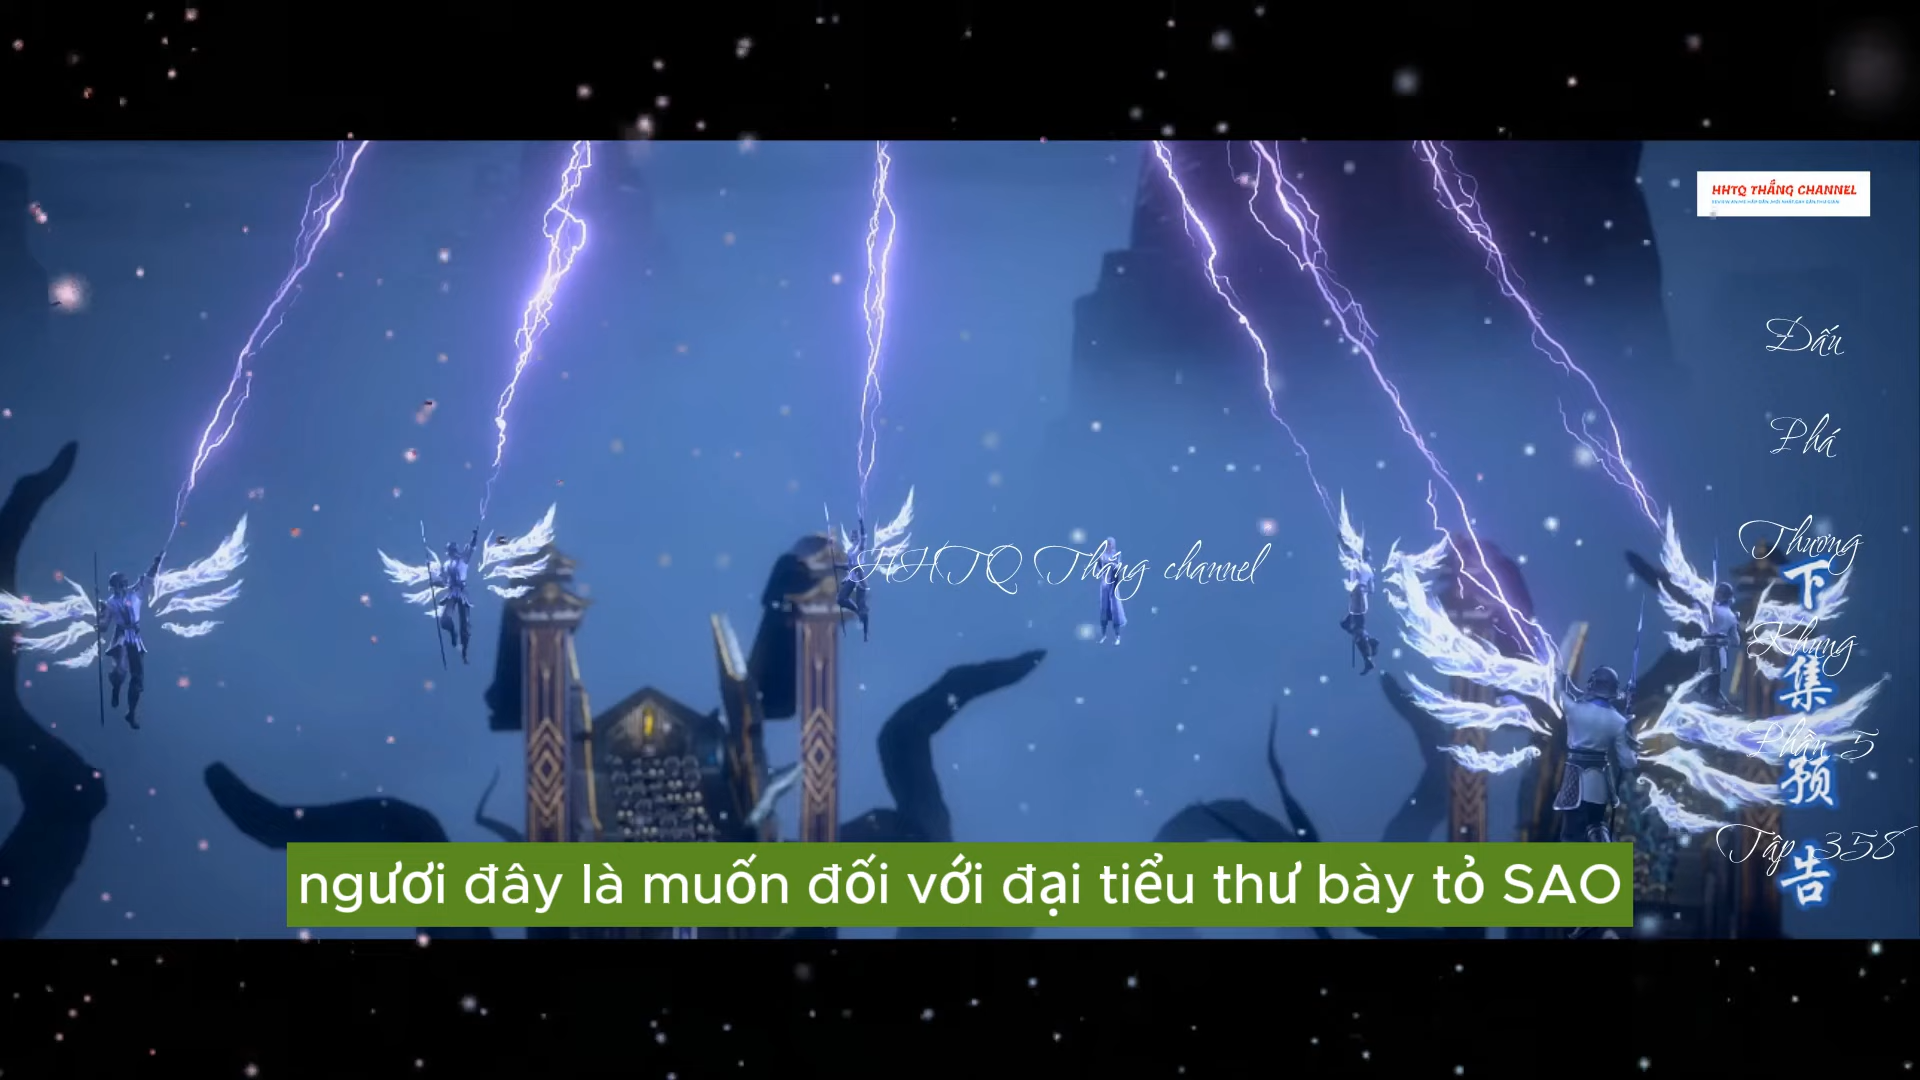 HHTQ THẮNG CHANNEL
Đấu
Phá
Thương
Khung
Phần 5
Tập 358
下集预告
HHTQ Thắng channel
ngươi đây là muốn đối với đại tiểu thư bày tỏ SAO